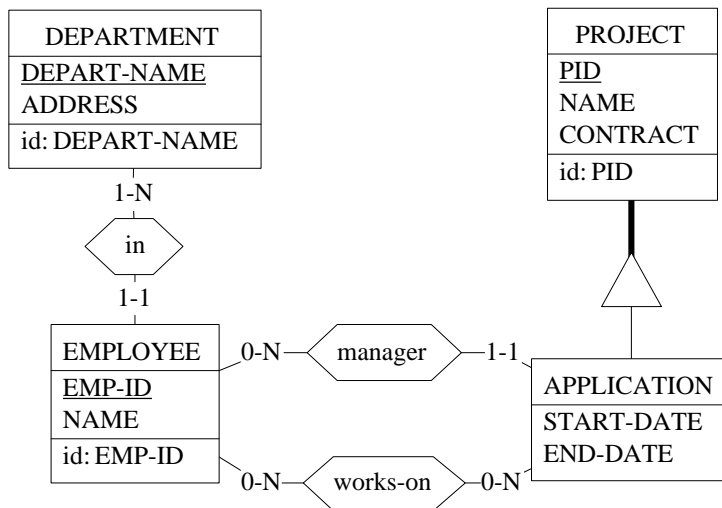 DEPARTMENT
DEPART-NAME
ADDRESS
id: DEPART-NAME
PROJECT
PID
NAME
CONTRACT
id: PID
1-N
in
1-1
EMPLOYEE
EMP-ID
NAME
id: EMP-ID
0-N
manager
1-1
0-N
works-on
0-N
APPLICATION
START-DATE
END-DATE